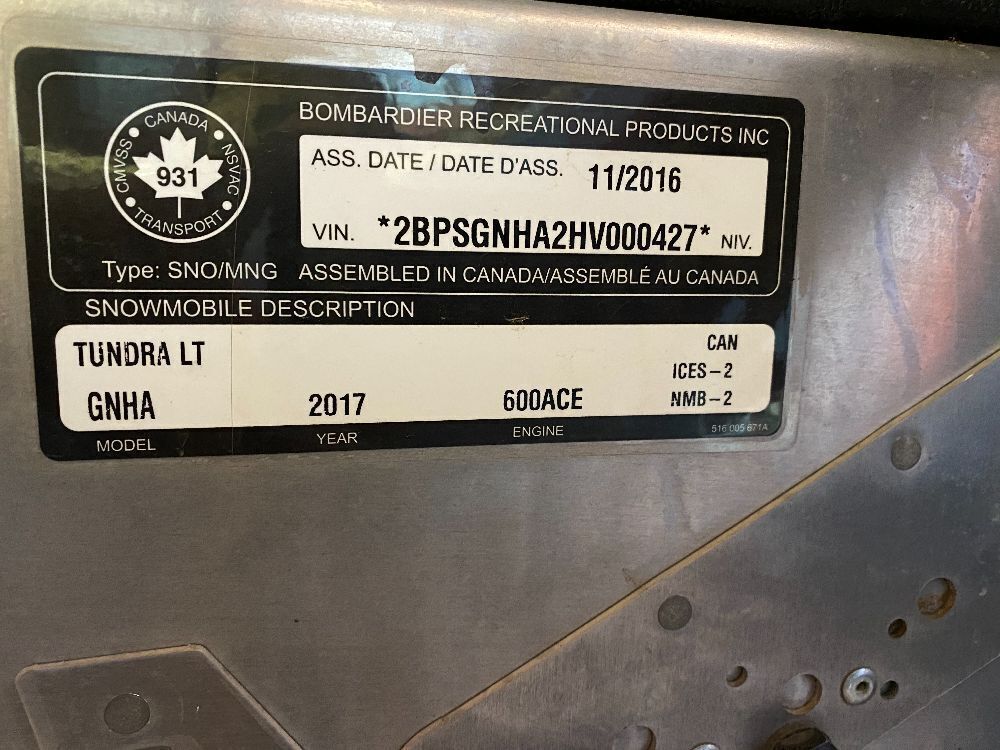 BOMBARDIER RECREATIONAL PRODUCTS INC
CANADA
CMVSS
NSVAC
931
TRANSPORT
ASS. DATE / DATE D'ASS. 11/2016
VIN. *2BPSGNHA2HV000427* NIV.
Type: SNO/MNG ASSEMBLED IN CANADA/ASSEMBLÉ AU CANADA
SNOWMOBILE DESCRIPTION
TUNDRA LT CAN
ICES-2
GNHA 2017 600ACE NMB-2
MODEL YEAR ENGINE 516 005 671A